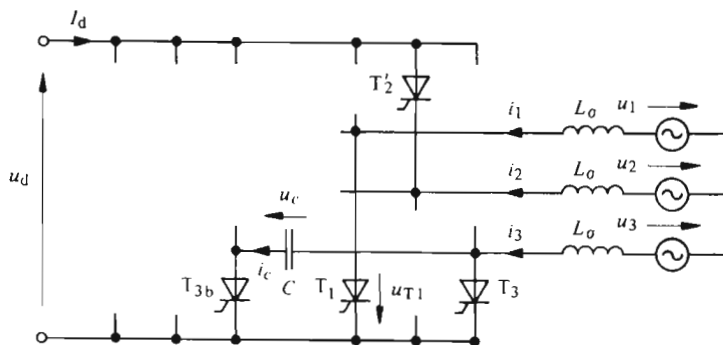 I_d
T'_2
i_1 L_σ u_1
i_2 L_σ u_2
u_d
u_c i_3 L_σ u_3
T_3b i_c C T_1 u_T1 T_3